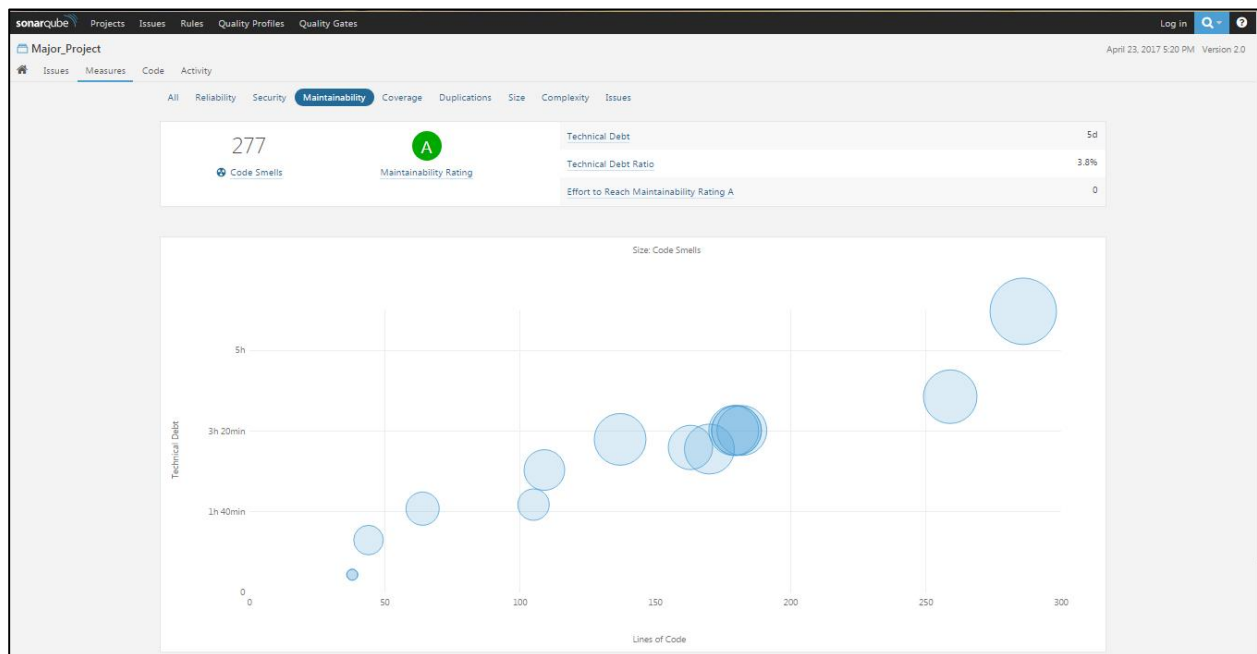 sonarqube Projects Issues Rules Quality Profiles Quality Gates Log in
Major_Project April 23, 2017 5:20 PM Version 2.0
Issues Measures Code Activity
All Reliability Security Maintainability Coverage Duplications Size Complexity Issues
277
Code Smells
A
Maintainability Rating
Technical Debt 5d
Technical Debt Ratio 3.8%
Effort to Reach Maintainability Rating A 0
Size: Code Smells
Technical Debt
5h
3h 20min
1h 40min
0
0 50 100 150 200 250 300
Lines of Code